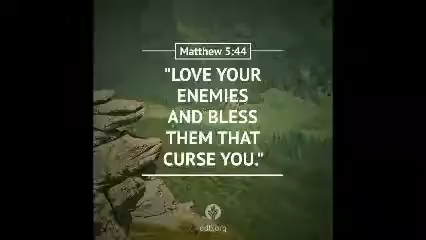 Matthew 5:44
"LOVE YOUR
ENEMIES
AND BLESS
THEM THAT
CURSE YOU."